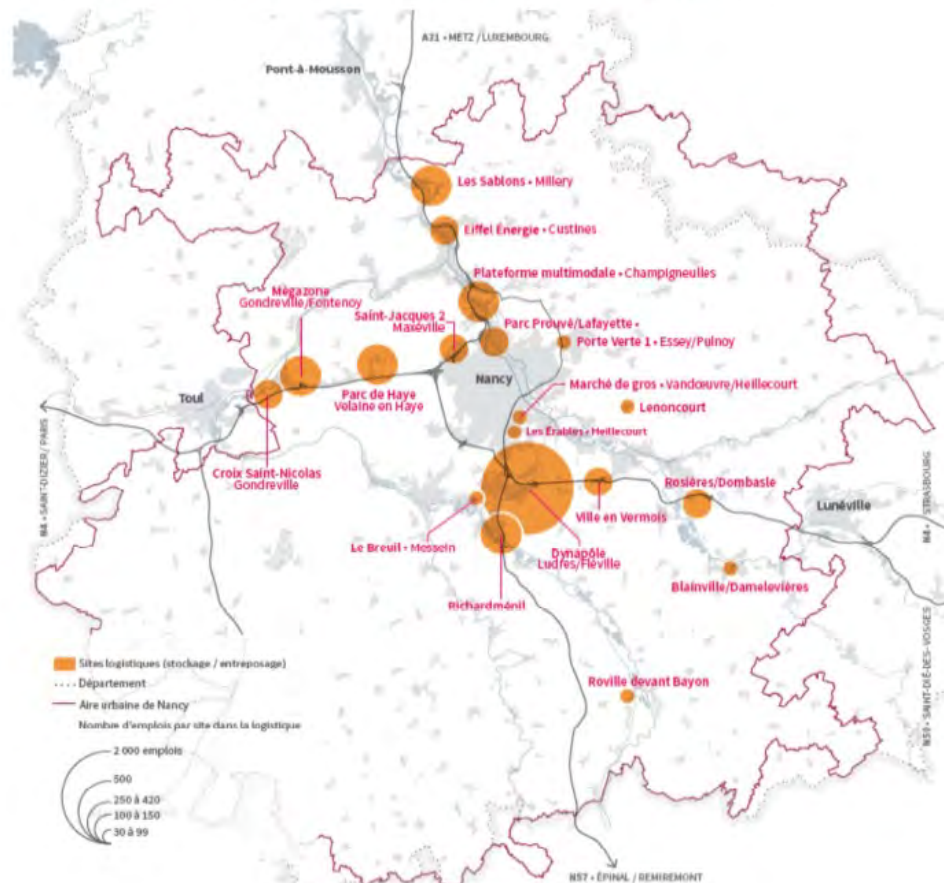 A31 • METZ / LUXEMBOURG
Pont-à-Mousson
Les Sablons • Millery
Eiffel Énergie • Custines
Plateforme multimodale • Champigneulles
Mégazone
Gondreville/Fontenoy
Saint-Jacques 2
Maxéville
Parc Prouvé/Lafayette •
Porte Verte 1 • Essey/Pulnoy
Parc de Haye
Velaine en Haye
Nancy
Marché de gros • Vandœuvre/Heillecourt
Toul
Lenoncourt
Les Érables • Heillecourt
Croix Saint-Nicolas
Gondreville
N4 • SAINT-DIZIER / PARIS
Rosières/Dombasle
N4 • STRASBOURG
Lunéville
Ville en Vermois
Le Breuil • Messein
Dynapôle
Ludres/Fléville
Blainville/Damelevières
Richardménil
Sites logistiques (stockage / entreposage)
Département
Aire urbaine de Nancy
Nombre d'emplois par site dans la logistique
Roville devant Bayon
N59 • SAINT-DIÉ-DES-VOSGES
2 000 emplois
500
250 à 420
100 à 150
30 à 99
N57 • ÉPINAL / REMIREMONT